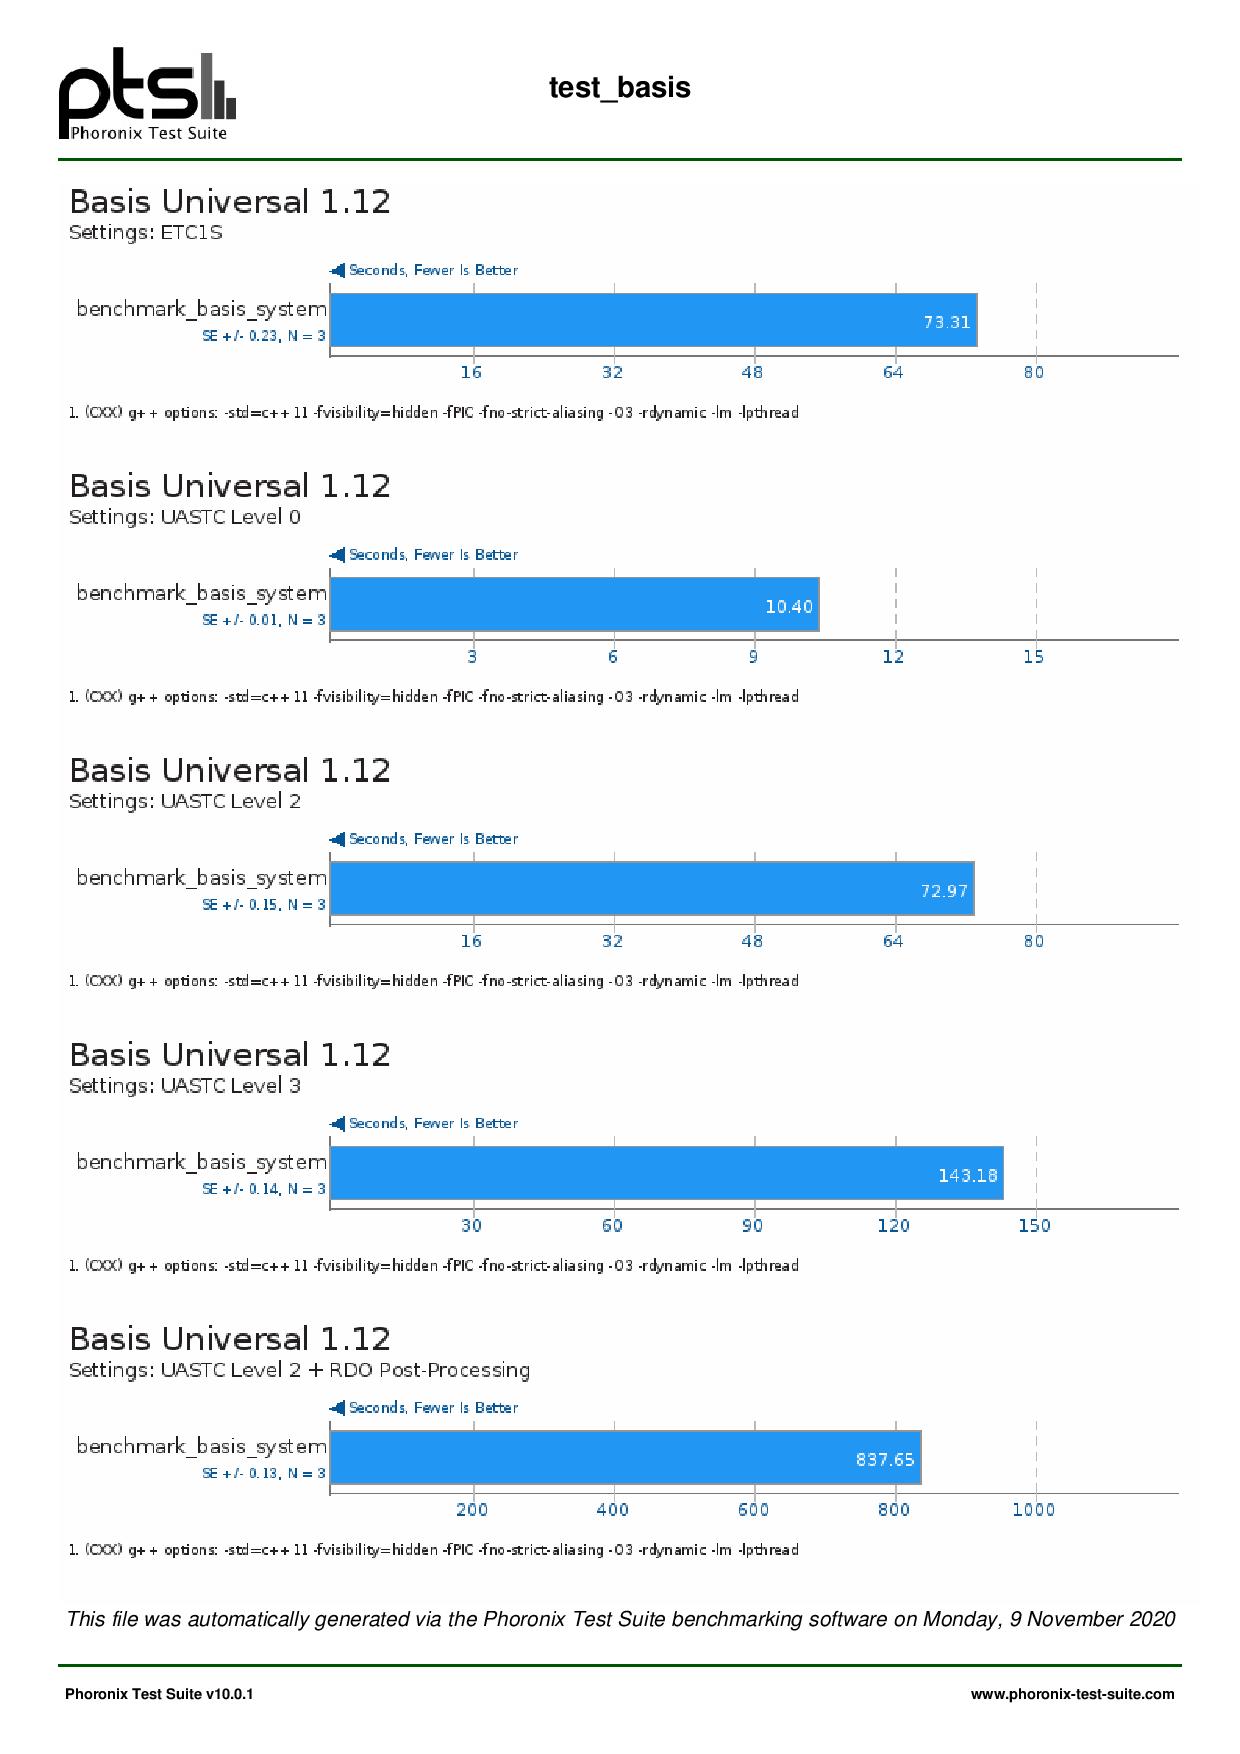 pts
Phoronix Test Suite
test_basis
Basis Universal 1.12
Settings: ETC1S
Seconds, Fewer Is Better
benchmark_basis_system
73.31
SE +/- 0.23, N = 3
16 32 48 64 80
1. (CXX) g++ options: -std=c++11 -fvisibility=hidden -fPIC -fno-strict-aliasing -O3 -rdynamic -lm -lpthread
Basis Universal 1.12
Settings: UASTC Level 0
Seconds, Fewer Is Better
benchmark_basis_system
10.40
SE +/- 0.01, N = 3
3 6 9 12 15
1. (CXX) g++ options: -std=c++11 -fvisibility=hidden -fPIC -fno-strict-aliasing -O3 -rdynamic -lm -lpthread
Basis Universal 1.12
Settings: UASTC Level 2
Seconds, Fewer Is Better
benchmark_basis_system
72.97
SE +/- 0.15, N = 3
16 32 48 64 80
1. (CXX) g++ options: -std=c++11 -fvisibility=hidden -fPIC -fno-strict-aliasing -O3 -rdynamic -lm -lpthread
Basis Universal 1.12
Settings: UASTC Level 3
Seconds, Fewer Is Better
benchmark_basis_system
143.18
SE +/- 0.14, N = 3
30 60 90 120 150
1. (CXX) g++ options: -std=c++11 -fvisibility=hidden -fPIC -fno-strict-aliasing -O3 -rdynamic -lm -lpthread
Basis Universal 1.12
Settings: UASTC Level 2 + RDO Post-Processing
Seconds, Fewer Is Better
benchmark_basis_system
837.65
SE +/- 0.13, N = 3
200 400 600 800 1000
1. (CXX) g++ options: -std=c++11 -fvisibility=hidden -fPIC -fno-strict-aliasing -O3 -rdynamic -lm -lpthread
This file was automatically generated via the Phoronix Test Suite benchmarking software on Monday, 9 November 2020
Phoronix Test Suite v10.0.1
www.phoronix-test-suite.com